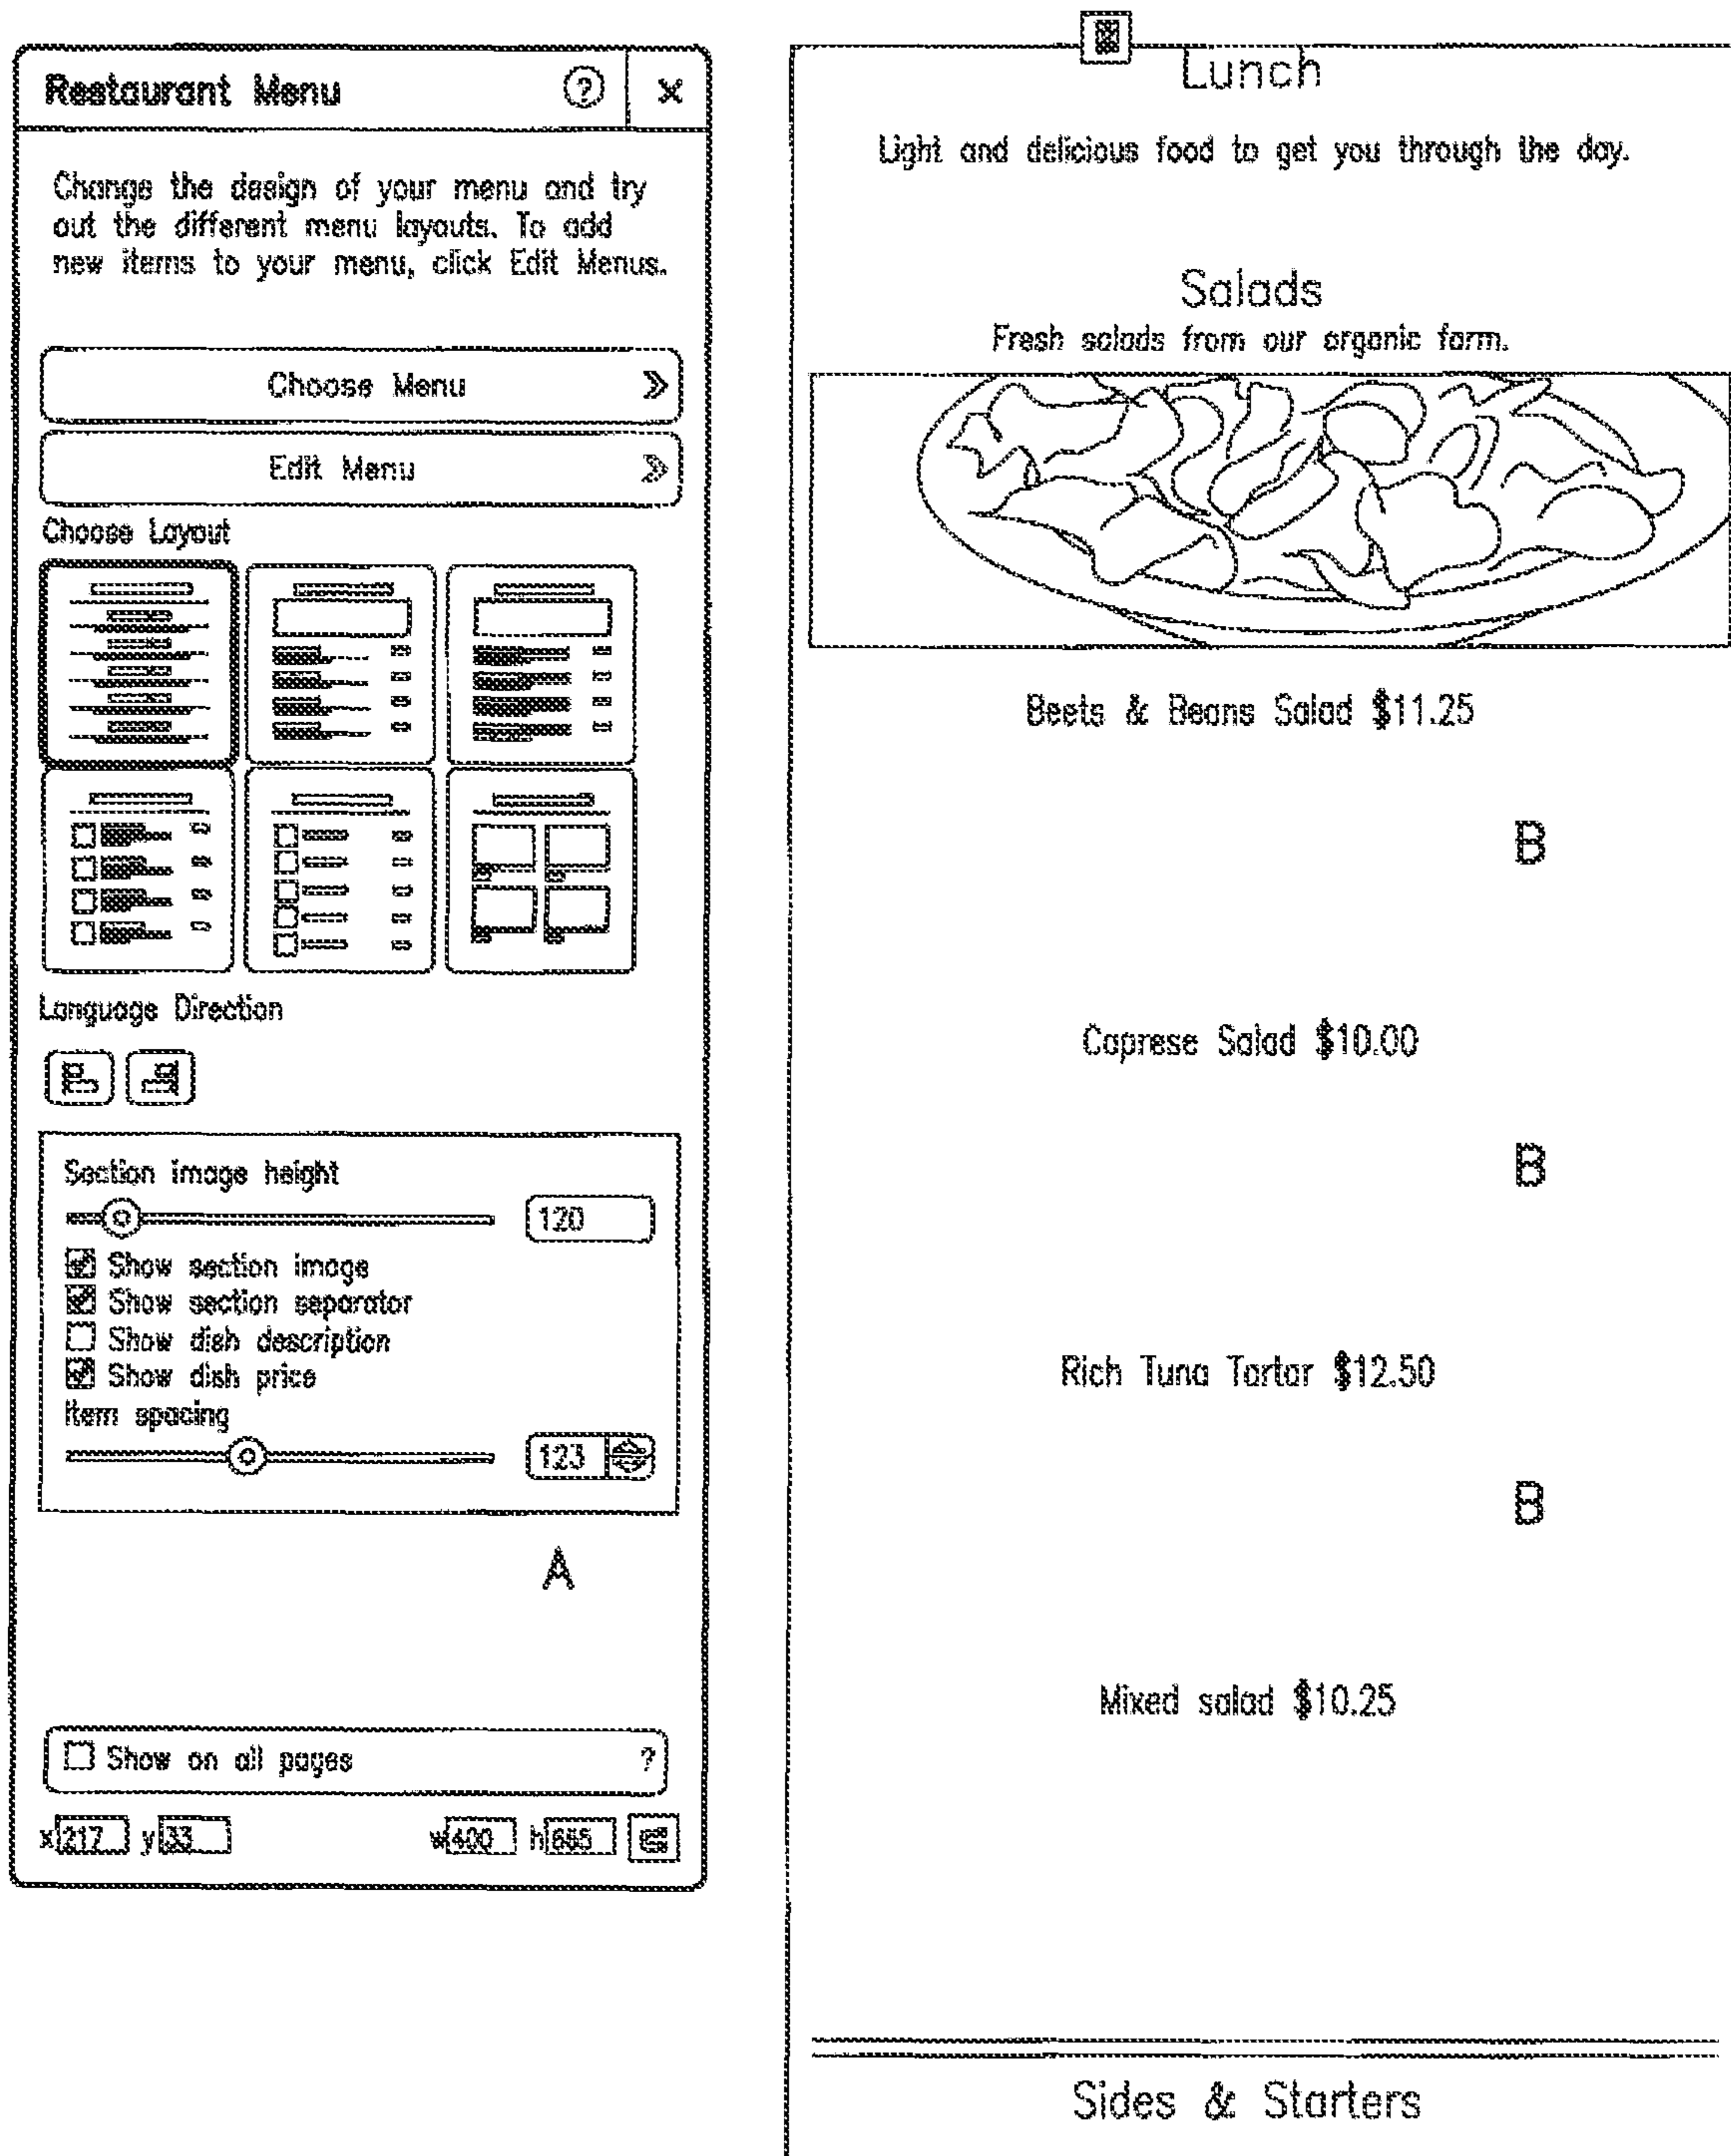 Restaurant Menu ? ×
Change the design of your menu and try
out the different menu layouts. To add
new items to your menu, click Edit Menus.
Choose Menu »
Edit Menu »
Choose Layout
Language Direction
Section image height
120
Show section image
Show section separator
Show dish description
Show dish price
Item spacing
123
A
Show on all pages ?
x 217 y 33 w 400 h 665
Lunch
Light and delicious food to get you through the day.
Salads
Fresh salads from our organic farm.
Beets & Beans Salad $11.25
B
Caprese Salad $10.00
B
Rich Tuna Tartar $12.50
B
Mixed salad $10.25
Sides & Starters